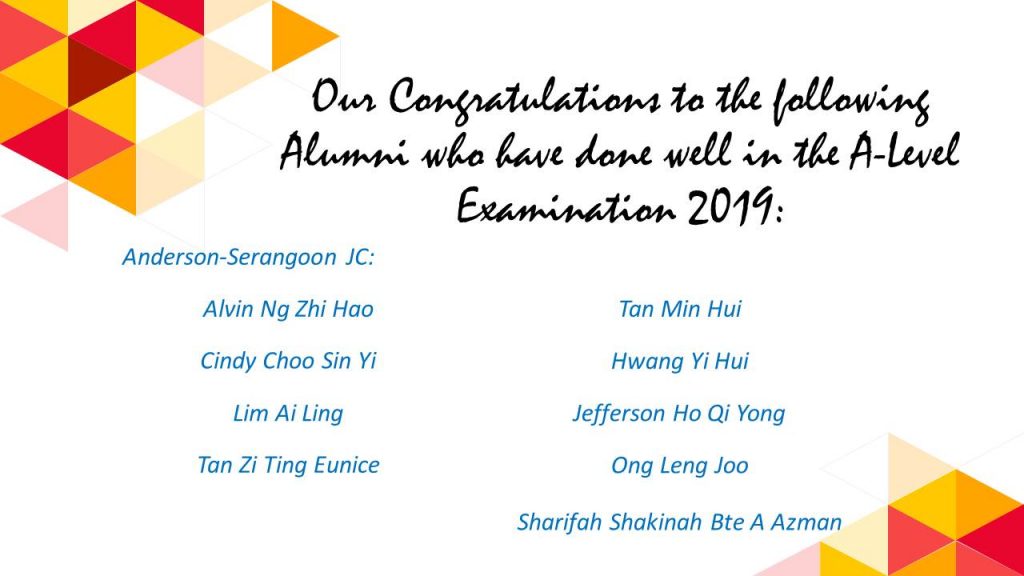 Our Congratulations to the following
Alumni who have done well in the A-Level
Examination 2019:
Anderson-Serangoon JC:
Alvin Ng Zhi Hao
Cindy Choo Sin Yi
Lim Ai Ling
Tan Zi Ting Eunice
Tan Min Hui
Hwang Yi Hui
Jefferson Ho Qi Yong
Ong Leng Joo
Sharifah Shakinah Bte A Azman